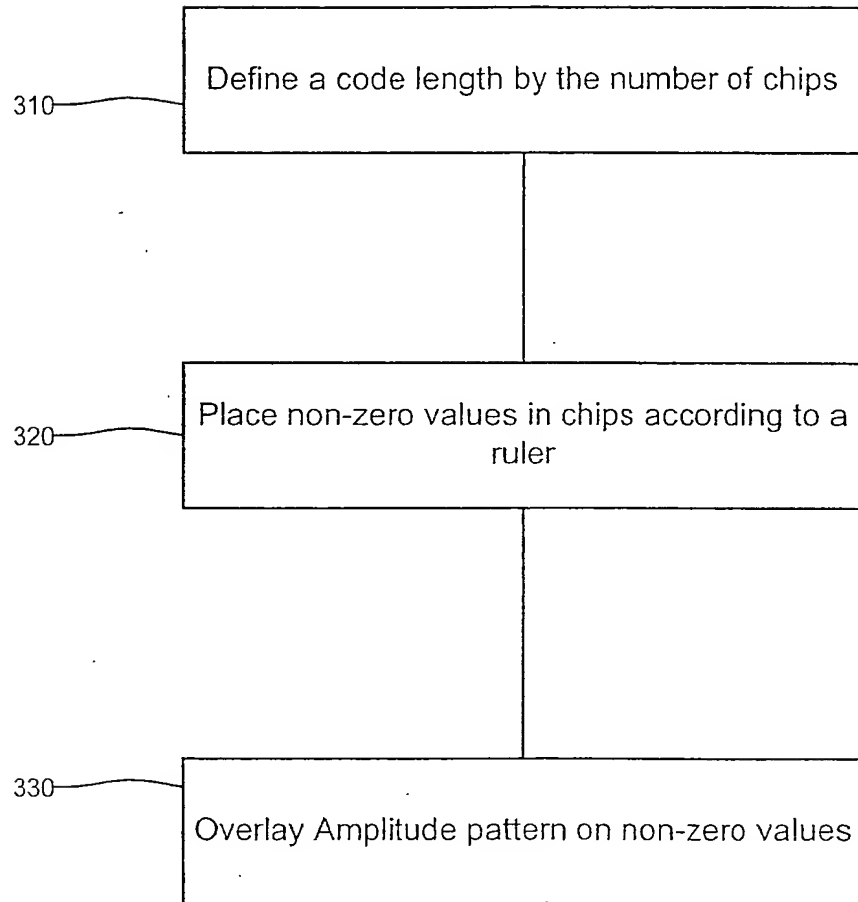 310
Define a code length by the number of chips
320
Place non-zero values in chips according to a
ruler
330
Overlay Amplitude pattern on non-zero values